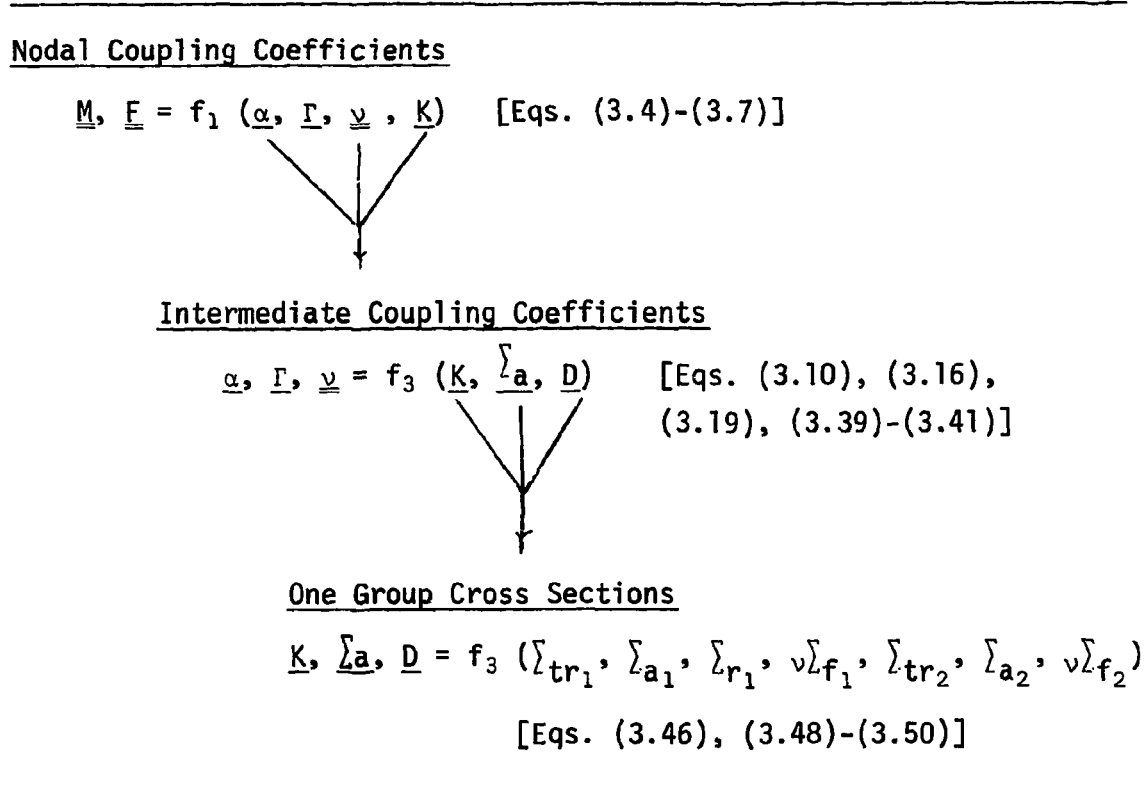 Nodal Coupling Coefficients
M, F = f₁ (α, Γ, ν , K) [Eqs. (3.4)-(3.7)]
Intermediate Coupling Coefficients
α, Γ, ν = f₃ (K, Σa, D) [Eqs. (3.10), (3.16),
(3.19), (3.39)-(3.41)]
One Group Cross Sections
K, Σa, D = f₃ (Σtr₁, Σa₁, Σr₁, νΣf₁, Σtr₂, Σa₂, νΣf₂)
[Eqs. (3.46), (3.48)-(3.50)]